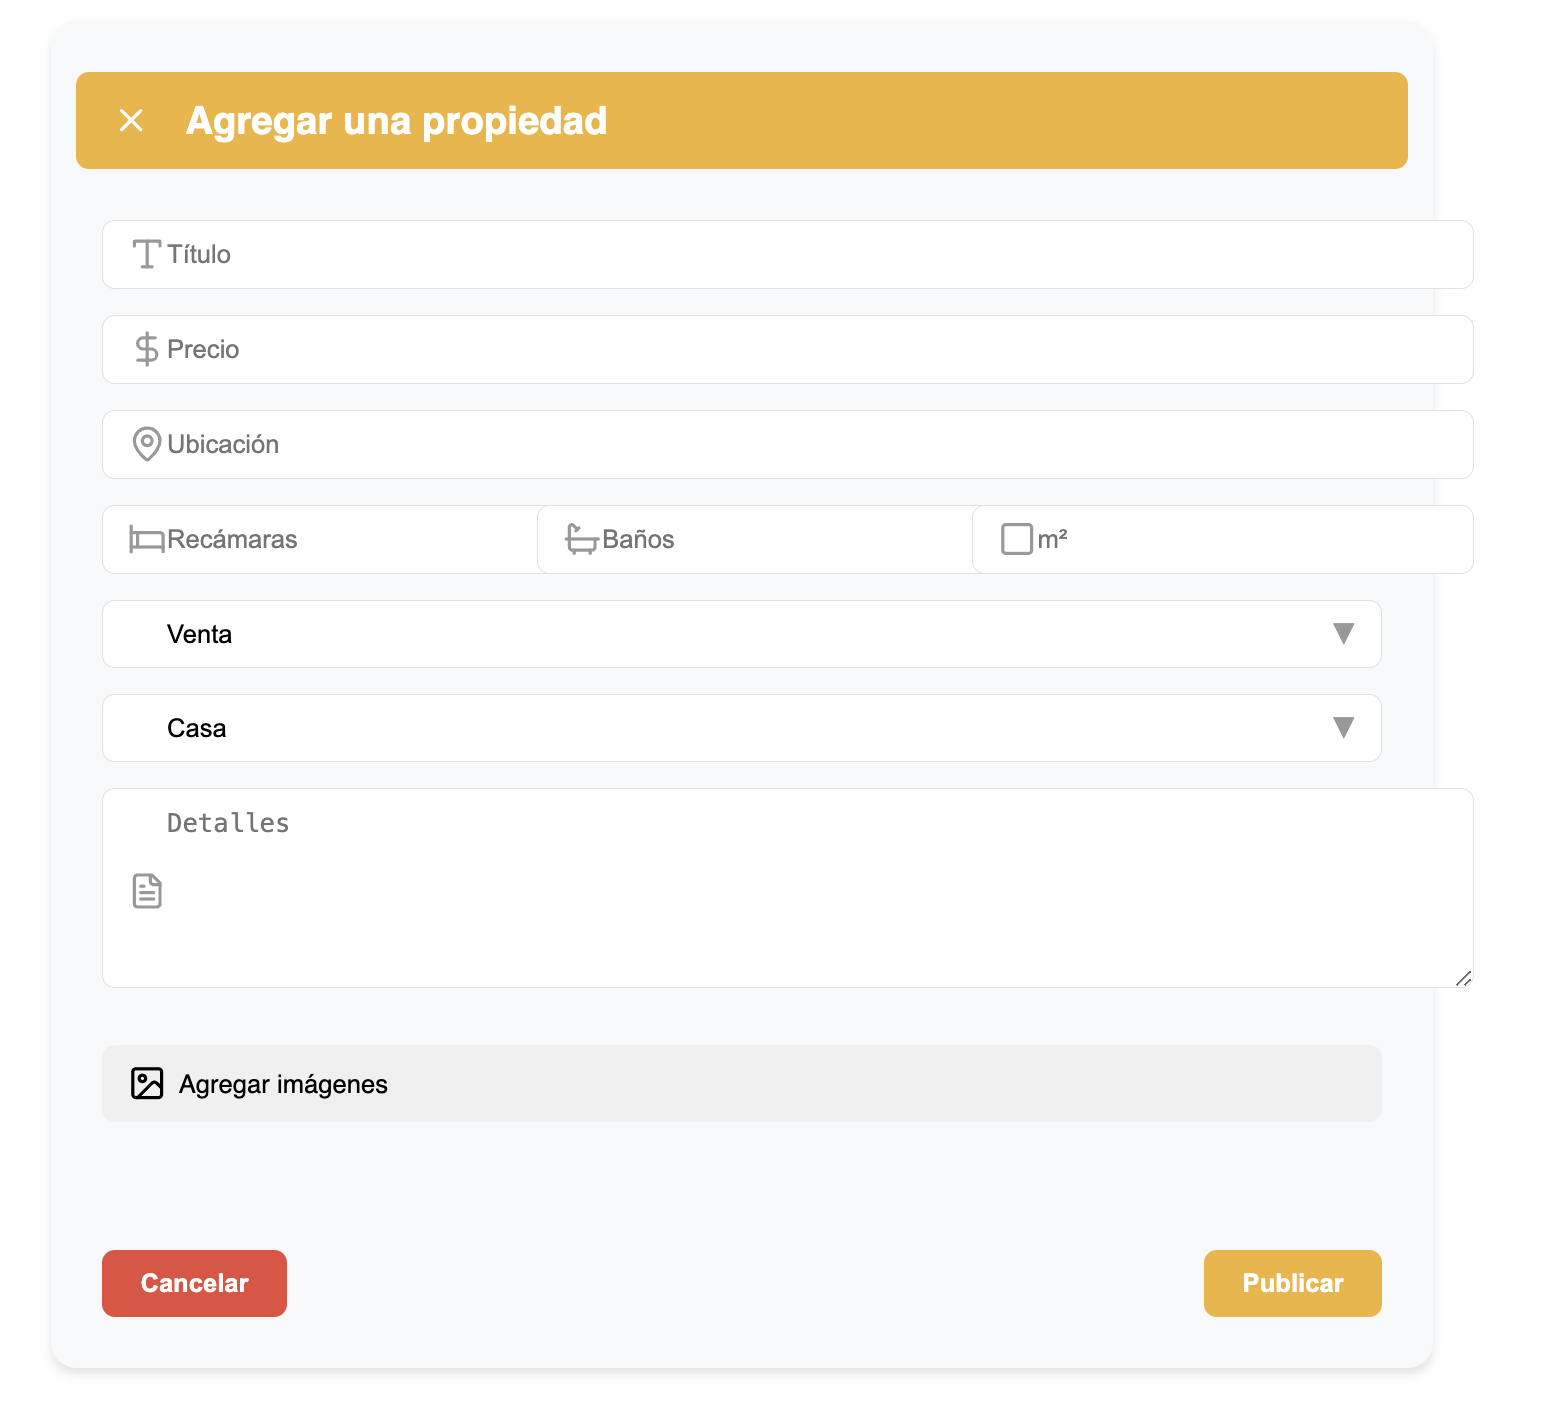 Agregar una propiedad
Título
Precio
Ubicación
Recámaras Baños m²
Venta
Casa
Detalles
Agregar imágenes
Cancelar Publicar